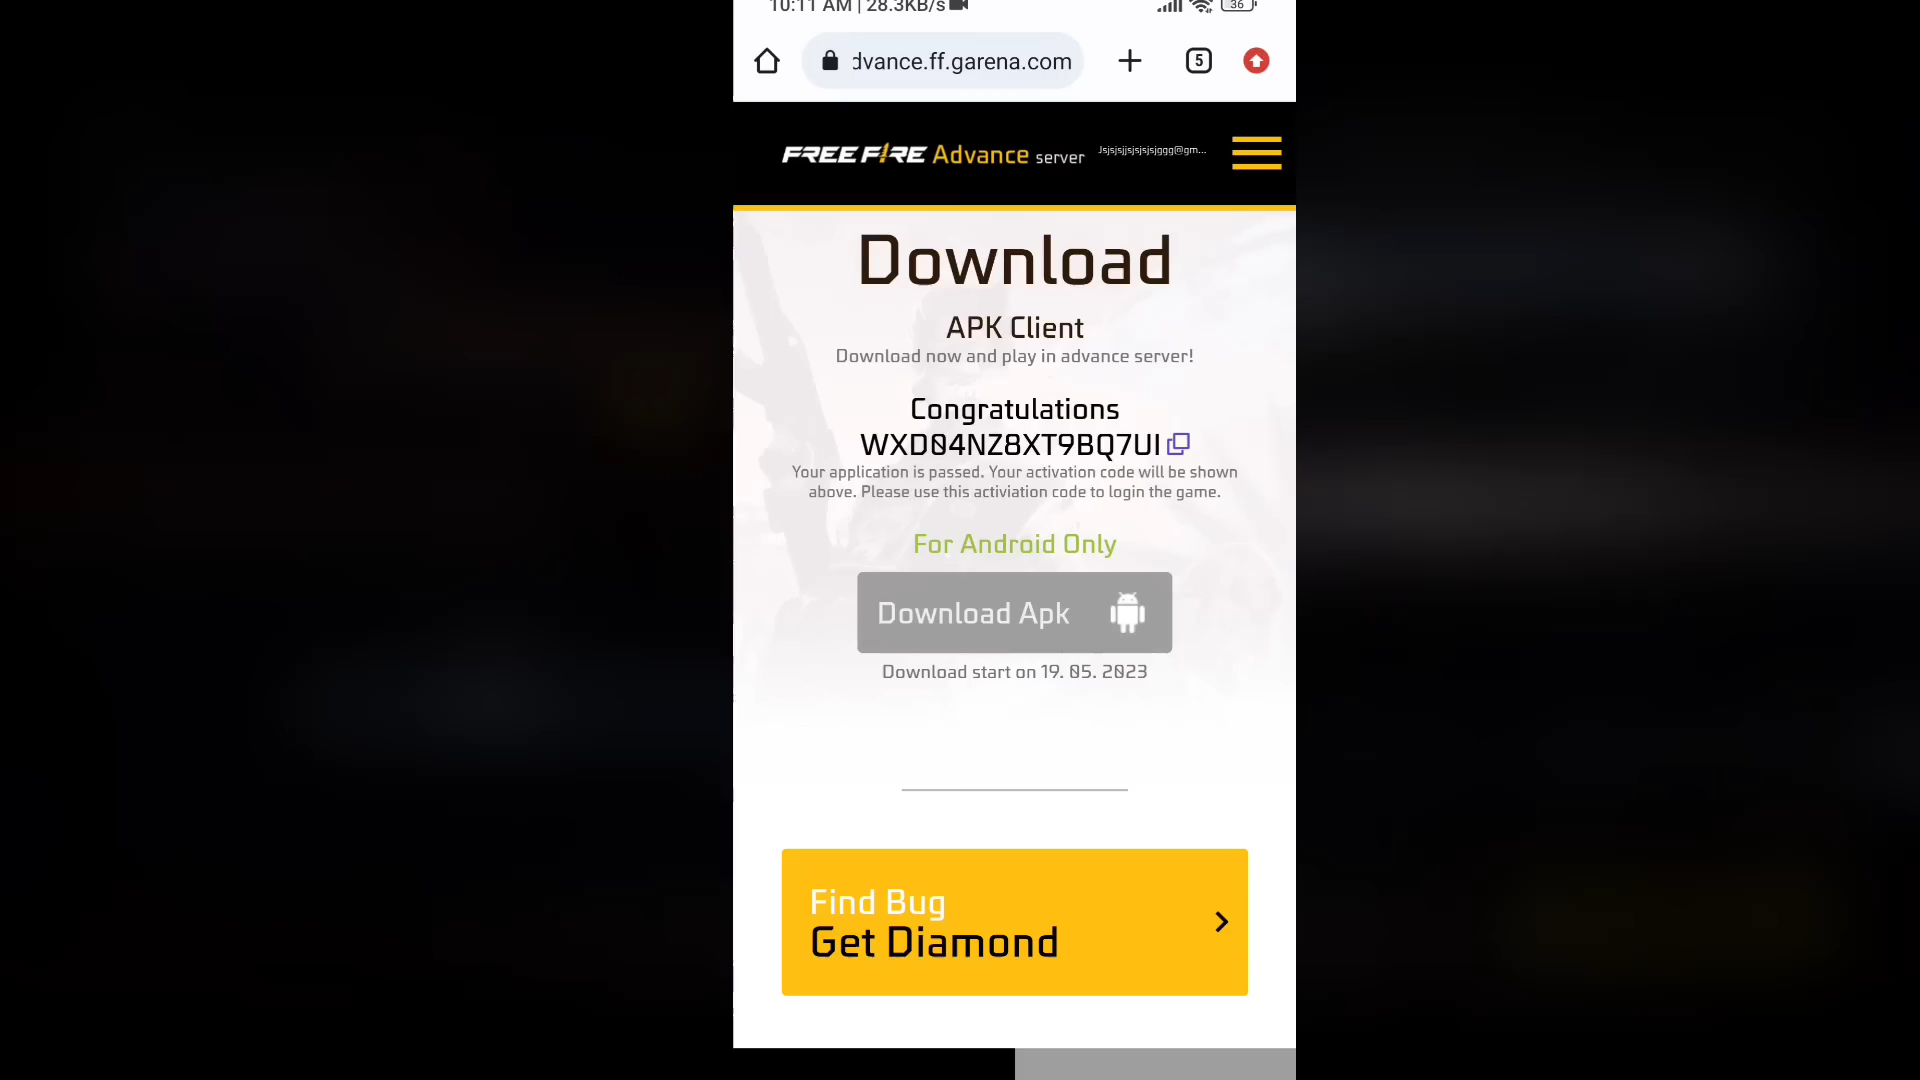 10:11 AM | 28.3KB/s
36
dvance.ff.garena.com
5
FREE FIRE Advance server
Jsjsjsjjsjsjsjsjggg@gm...
Download
APK Client
Download now and play in advance server!
Congratulations
WXD04NZ8XT9BQ7UI
Your application is passed. Your activation code will be shown
above. Please use this activiation code to login the game.
For Android Only
Download Apk
Download start on 19. 05. 2023
Find Bug
Get Diamond